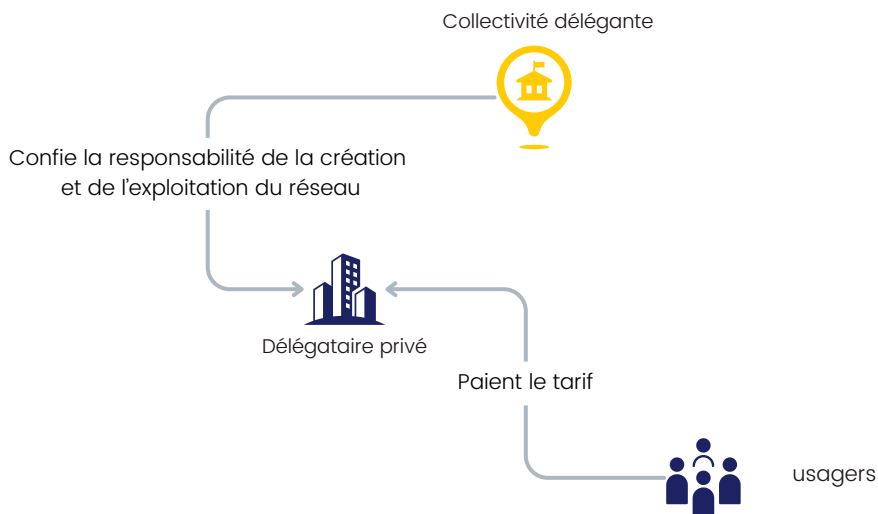 Collectivité délégante
Confie la responsabilité de la création
et de l'exploitation du réseau
Délégataire privé
Paient le tarif
usagers